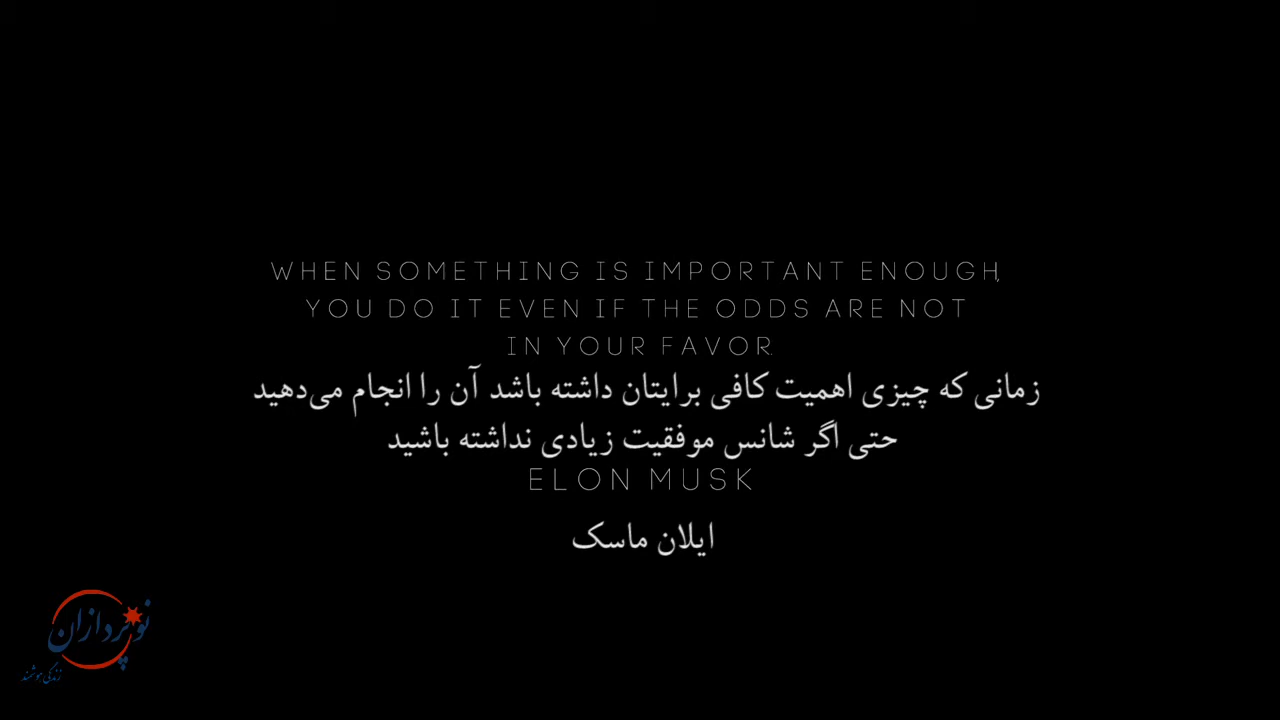 WHEN SOMETHING IS IMPORTANT ENOUGH,
YOU DO IT EVEN IF THE ODDS ARE NOT
IN YOUR FAVOR.
زمانی که چیزی اهمیت کافی برایتان داشته باشد آن را انجام می‌دهید
حتی اگر شانس موفقیت زیادی نداشته باشید
ELON MUSK
ایلان ماسک
نوپردازان
زندگی هوشمند